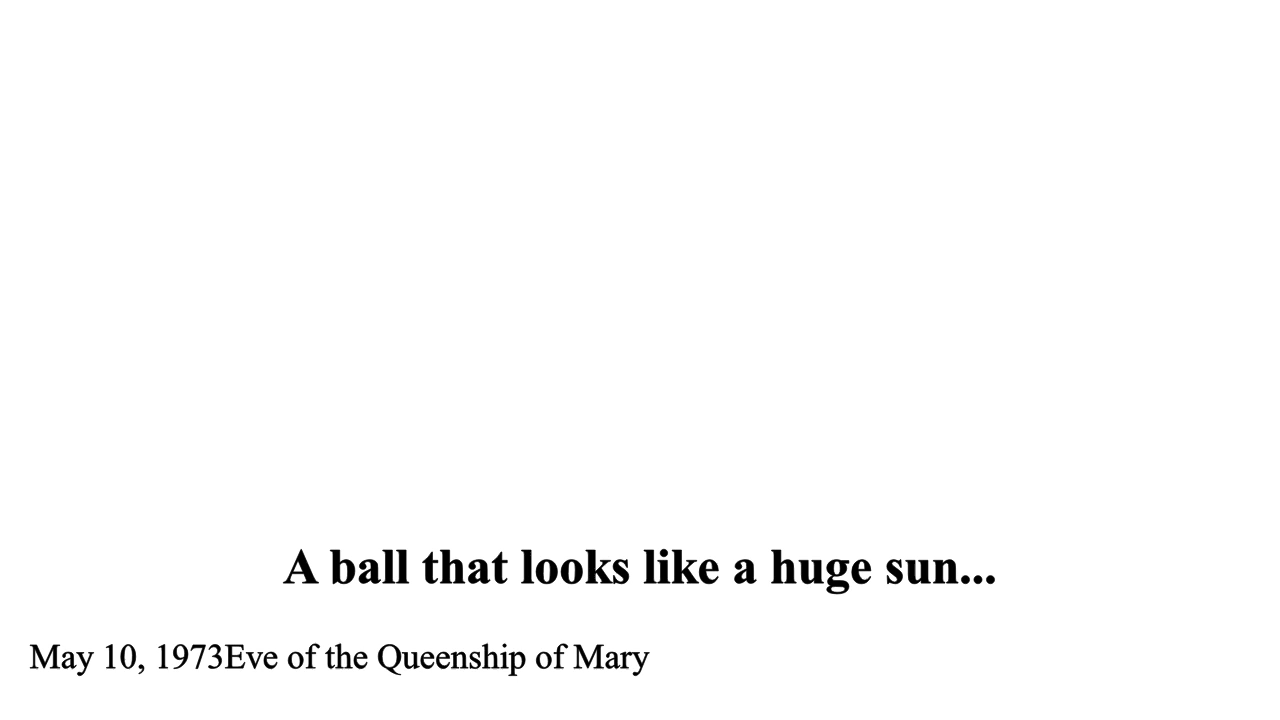 A ball that looks like a huge sun...
May 10, 1973Eve of the Queenship of Mary